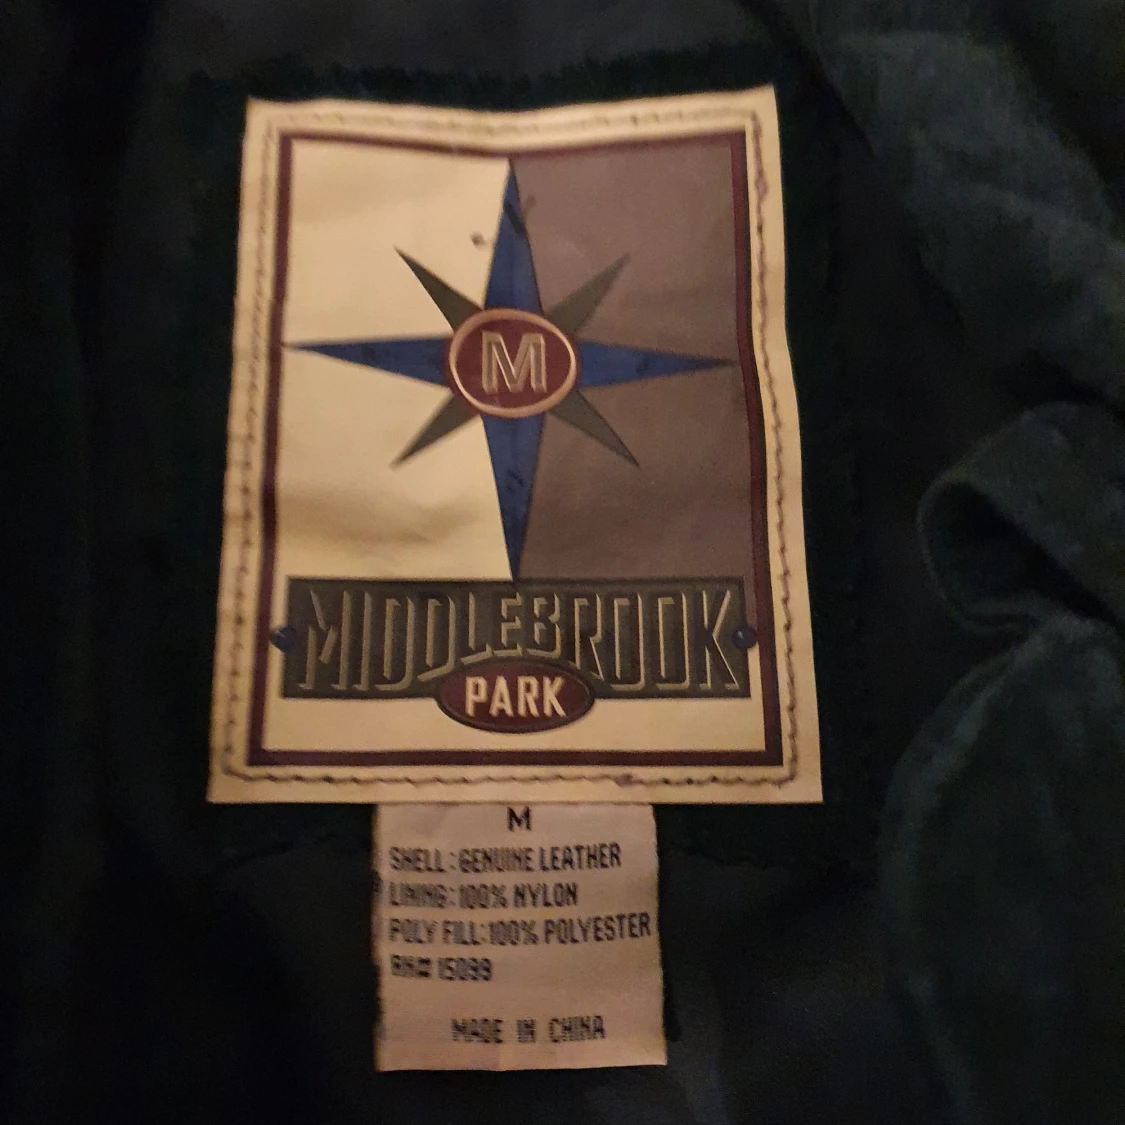 M
MIDDLEBROOK
PARK
M
SHELL: GENUINE LEATHER
LINING: 100% NYLON
POLY FILL: 100% POLYESTER
RN# 15099
MADE IN CHINA